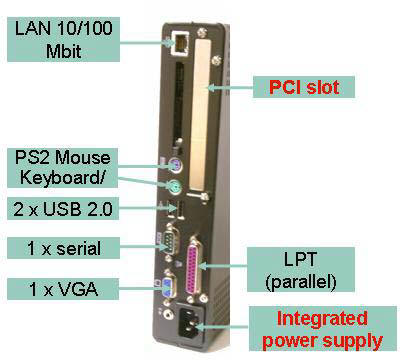 LAN 10/100
Mbit
PCI slot
PS2 Mouse
Keyboard/
2 x USB 2.0
1 x serial
1 x VGA
LPT
(parallel)
Integrated
power supply